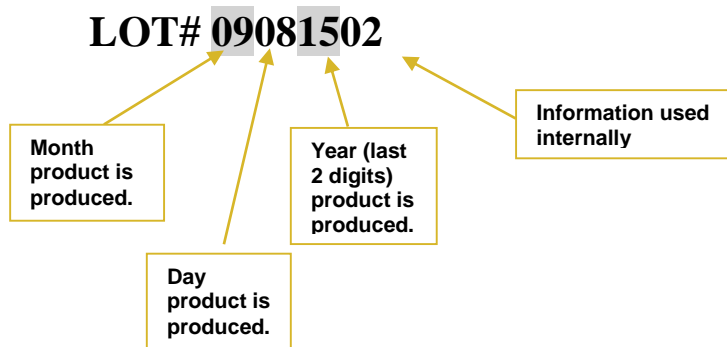 LOT# 09081502
Month
product is
produced.
Day
product is
produced.
Year (last
2 digits)
product is
produced.
Information used
internally